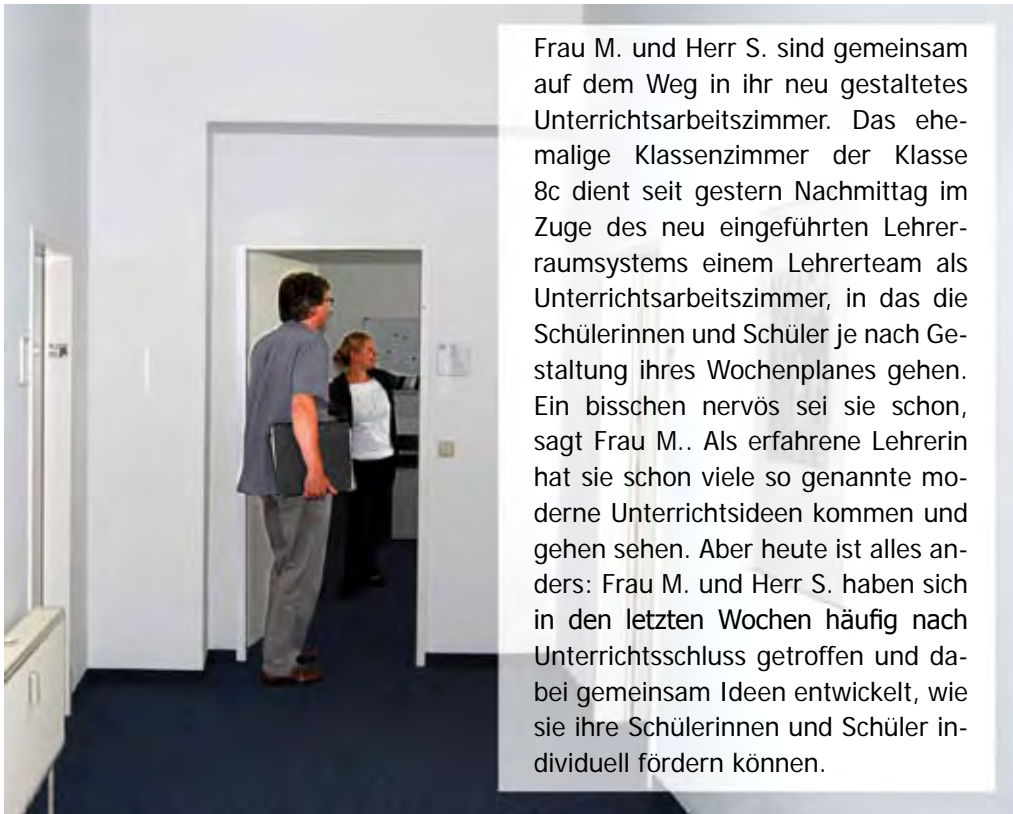 Frau M. und Herr S. sind gemeinsam
auf dem Weg in ihr neu gestaltetes
Unterrichtsarbeitszimmer. Das ehe-
malige Klassenzimmer der Klasse
8c dient seit gestern Nachmittag im
Zuge des neu eingeführten Lehrer-
raumsystems einem Lehrerteam als
Unterrichtsarbeitszimmer, in das die
Schülerinnen und Schüler je nach Ge-
staltung ihres Wochenplanes gehen.
Ein bisschen nervös sei sie schon,
sagt Frau M.. Als erfahrene Lehrerin
hat sie schon viele so genannte mo-
derne Unterrichtsideen kommen und
gehen sehen. Aber heute ist alles an-
ders: Frau M. und Herr S. haben sich
in den letzten Wochen häufig nach
Unterrichtsschluss getroffen und da-
bei gemeinsam Ideen entwickelt, wie
sie ihre Schülerinnen und Schüler in-
dividuell fördern können.